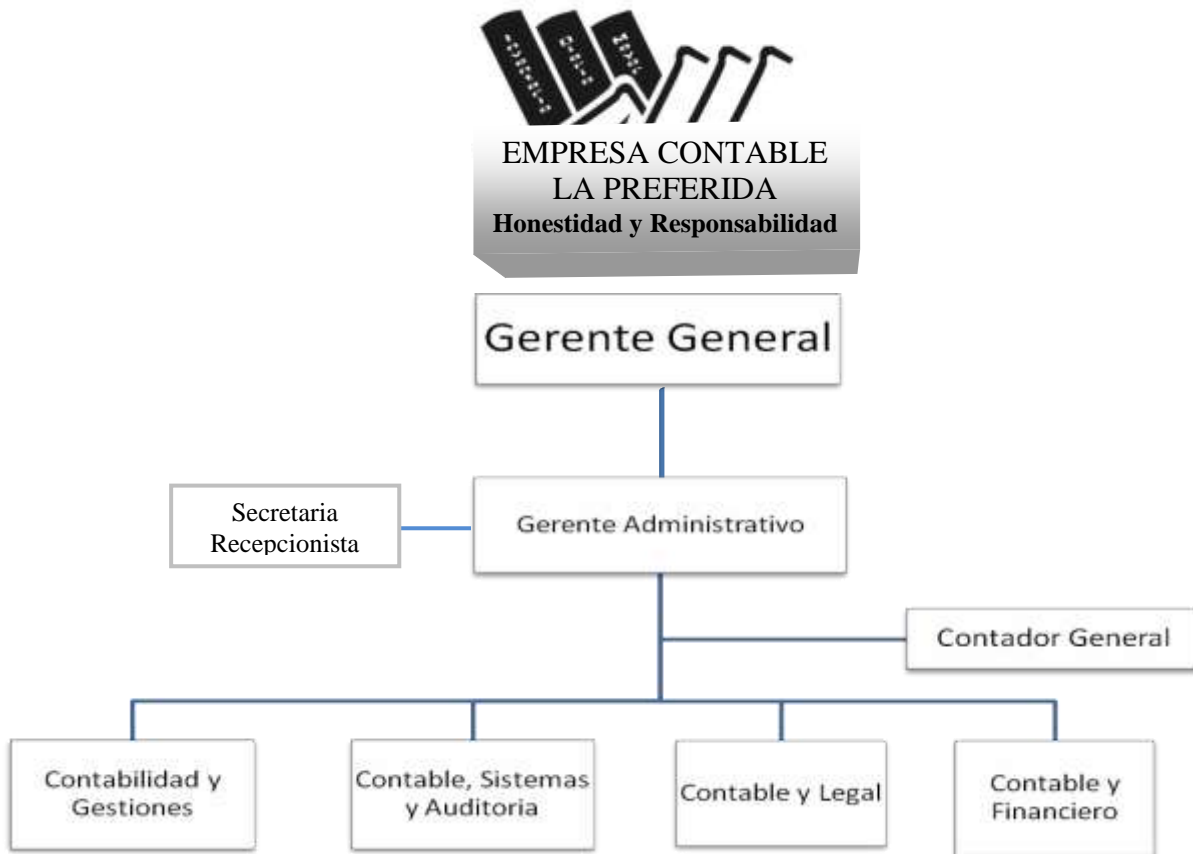 EMPRESA CONTABLE
LA PREFERIDA
Honestidad y Responsabilidad
Gerente General
Secretaria
Recepcionista
Gerente Administrativo
Contador General
Contabilidad y
Gestiones
Contable, Sistemas
y Auditoria
Contable y Legal
Contable y
Financiero